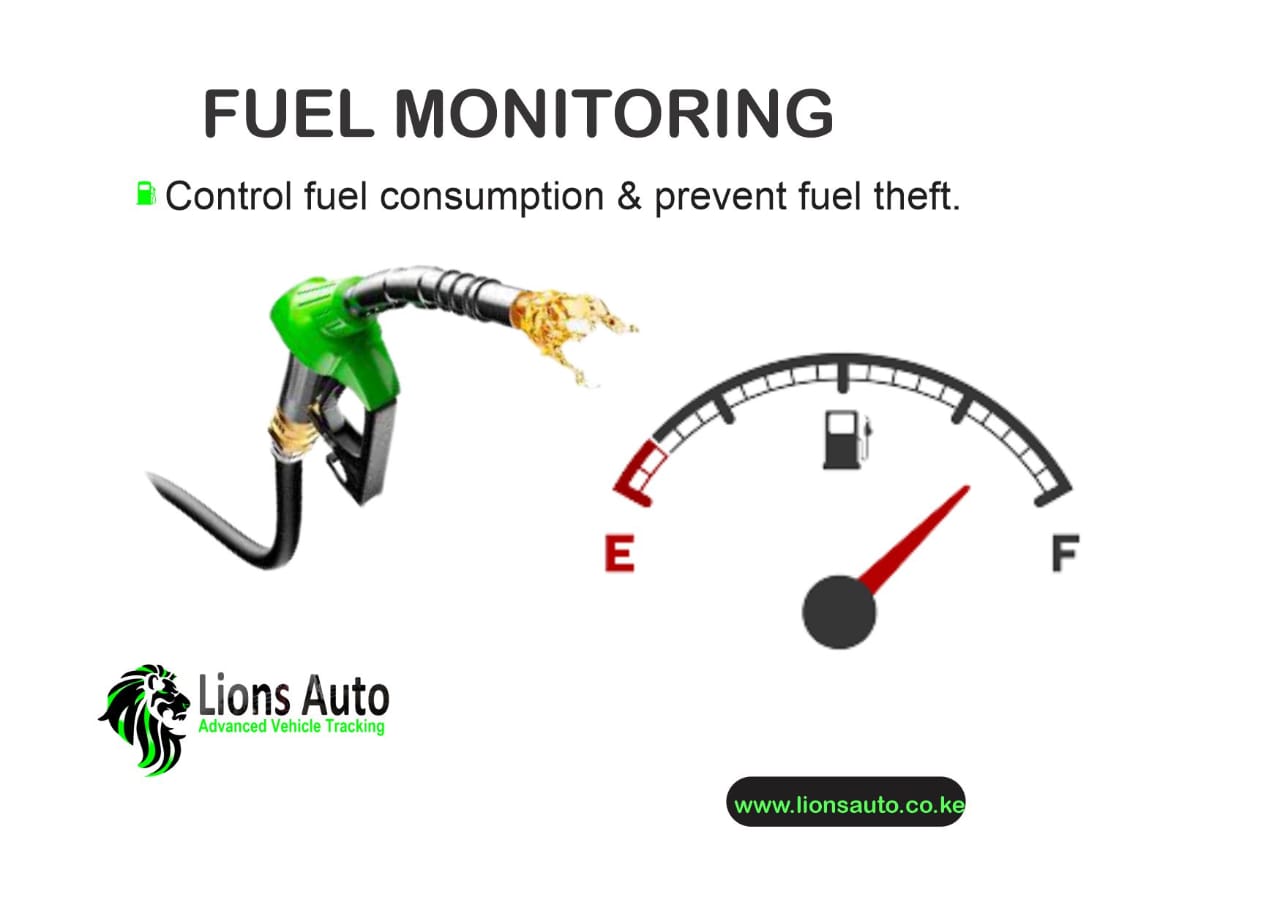 FUEL MONITORING
Control fuel consumption & prevent fuel theft.
E
F
Lions Auto
Advanced Vehicle Tracking
www.lionsauto.co.ke